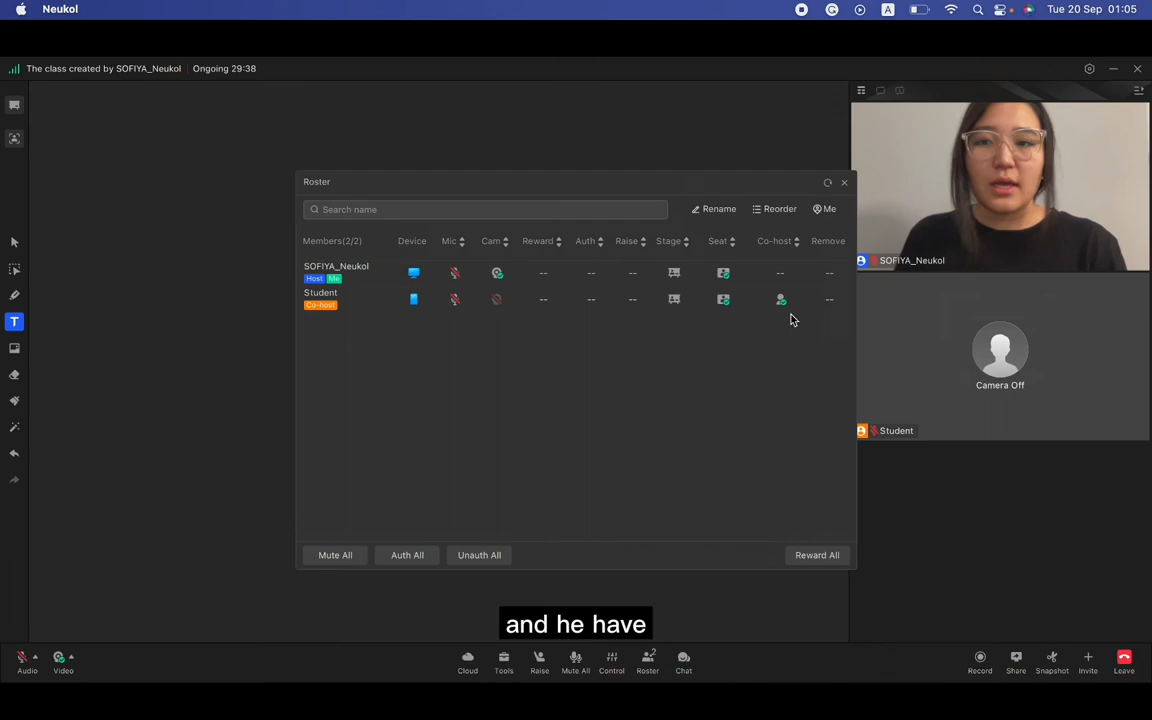 Neukol
A
Tue 20 Sep 01:05
The class created by SOFIYA_Neukol Ongoing 29:38
Roster
Search name
Rename Reorder Me
Members(2/2) Device Mic Cam Reward Auth Raise Stage Seat Co-host Remove
SOFIYA_Neukol
Host Me -- -- -- -- --
Student
Co-host -- -- -- --
T
SOFIYA_Neukol
Camera Off
Student
Mute All Auth All Unauth All Reward All
and he have
2
Audio Video Cloud Tools Raise Mute All Control Roster Chat Record Share Snapshot Invite Leave